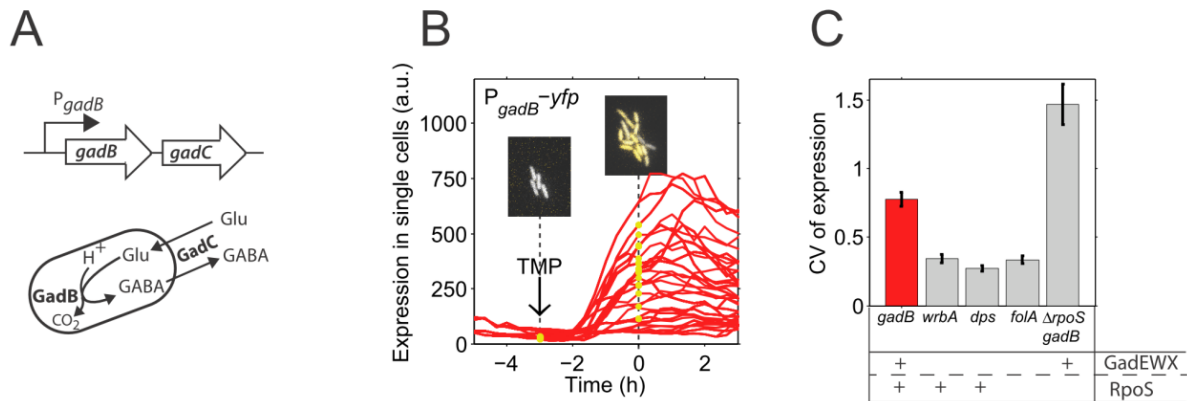 A
P gadB
gadB
gadC
Glu
H+
Glu
GadC
GABA
GABA
GadB
CO2
B
Expression in single cells (a.u.)
PgadB-yfp
TMP
1000
750
500
250
0
−4
−2
0
2
Time (h)
C
CV of expression
1.5
1
0.5
0
gadB wrbA dps folA ΔrpoS gadB
+ + GadEWX
+ + + RpoS